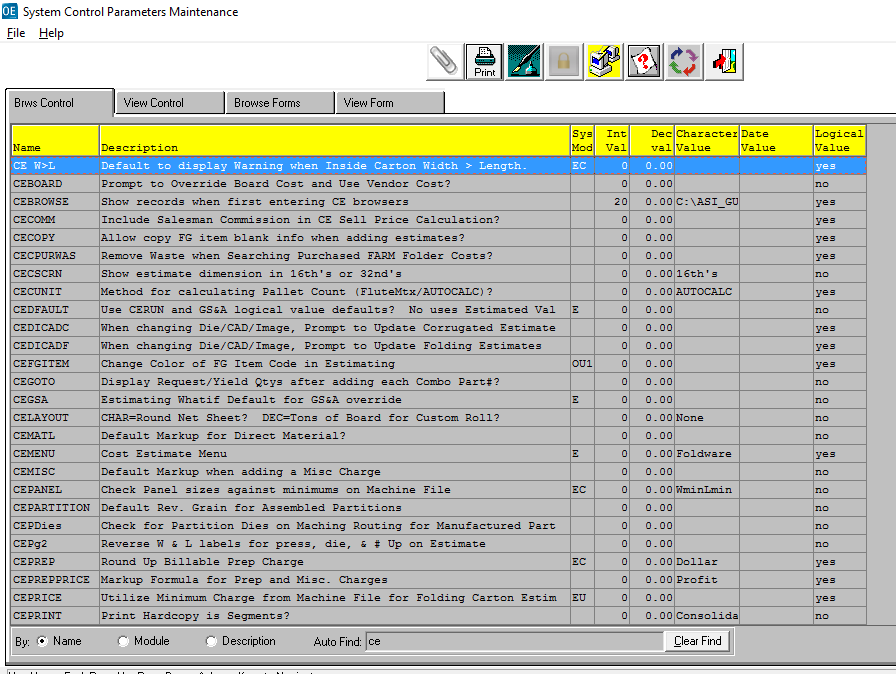 OE System Control Parameters Maintenance
File Help
Print
Brws Control View Control Browse Forms View Form
Sys Int Dec Character Date Logical
Name Description Mod Val val Value Value Value
CE W>L Default to display Warning when Inside Carton Width > Length. EC 0 0.00 yes
CEBOARD Prompt to Override Board Cost and Use Vendor Cost? 0 0.00 no
CEBROWSE Show records when first entering CE browsers 20 0.00 C:\ASI_GU yes
CECOMM Include Salesman Commission in CE Sell Price Calculation? 0 0.00 yes
CECOPY Allow copy FG item blank info when adding estimates? 0 0.00 yes
CECPURWAS Remove Waste when Searching Purchased FARM Folder Costs? 0 0.00 yes
CECSCRN Show estimate dimension in 16th's or 32nd's 0 0.00 16th's no
CECUNIT Method for calculating Pallet Count (FluteMtx/AUTOCALC)? 0 0.00 AUTOCALC yes
CEDFAULT Use CERUN and GS&A logical value defaults? No uses Estimated Val E 0 0.00 no
CEDICADC When changing Die/CAD/Image, Prompt to Update Corrugated Estimate 0 0.00 yes
CEDICADF When changing Die/CAD/Image, Prompt to Update Folding Estimates 0 0.00 yes
CEFGITEM Change Color of FG Item Code in Estimating OU1 0 0.00 yes
CEGOTO Display Request/Yield Qtys after adding each Combo Part#? 0 0.00 no
CEGSA Estimating Whatif Default for GS&A override E 0 0.00 no
CELAYOUT CHAR=Round Net Sheet? DEC=Tons of Board for Custom Roll? 0 0.00 None no
CEMATL Default Markup for Direct Material? 0 0.00 no
CEMENU Cost Estimate Menu E 0 0.00 Foldware yes
CEMISC Default Markup when adding a Misc Charge 0 0.00 no
CEPANEL Check Panel sizes against minimums on Machine File EC 0 0.00 WminLmin no
CEPARTITION Default Rev. Grain for Assembled Partitions 0 0.00 no
CEPDies Check for Partition Dies on Maching Routing for Manufactured Part 0 0.00 no
CEPg2 Reverse W & L labels for press, die, & # Up on Estimate 0 0.00 no
CEPREP Round Up Billable Prep Charge EC 0 0.00 Dollar yes
CEPREPPRICE Markup Formula for Prep and Misc. Charges 0 0.00 Profit yes
CEPRICE Utilize Minimum Charge from Machine File for Folding Carton Estim EU 0 0.00 yes
CEPRINT Print Hardcopy is Segments? 0 0.00 Consolida no
By: Name Module Description Auto Find: ce Clear Find